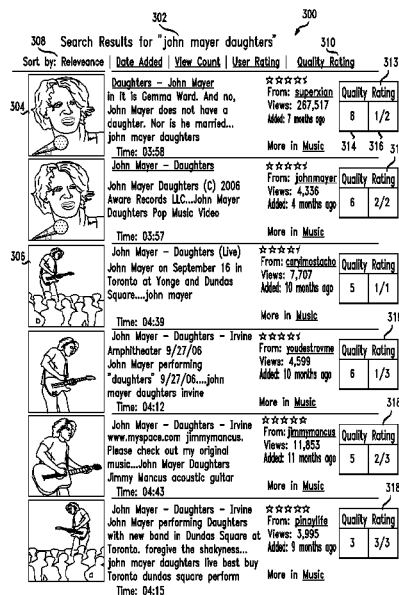 302
300
Search Results for "john mayer daughters"
308
310
Sort by: Releveance | Date Added | View Count | User Rating | Quality Rating
313
304
Daughters - John Mayer
in it is Gemma Ward. And no,
John Mayer does not have a
daughter. Nor is he married...
john mayer daughters
Time: 03:58
From: superxian
Views: 267,517
Added: 7 months ago
More in Music
Quality Rating
8 1/2
314 316
John Mayer - Daughters
John Mayer Daughters (C) 2006
Aware Records LLC...John Mayer
Daughters Pop Music Video
Time: 03:57
From: johnmayer
Views: 4,336
Added: 4 months ago
More in Music
Quality Rating
6 2/2
306
John Mayer - Daughters (Live)
John Mayer on September 16 in
Toronto at Yonge and Dundas
Square....john mayer
Time: 04:39
From: carylmostacho
Views: 7,707
Added: 10 months ago
More in Music
Quality Rating
5 1/1
John Mayer - Daughters - Irvine
Amphitheater 9/27/06
John Mayer performing
"daughters" 9/27/06....john
mayer daughters irvine
Time: 04:12
From: youdestroyme
Views: 4,599
Added: 10 months ago
More in Music
Quality Rating
6 1/3
John Mayer - Daughters - Irvine
www.myspace.com jimmymancus.
Please check out my original
music...John Mayer Daughters
Jimmy Mancus acoustic guitar
Time: 04:43
From: jimmymancus
Views: 11,853
Added: 11 months ago
More in Music
318
Quality Rating
5 2/3
John Mayer - Daughters - Irvine
John Mayer performing Daughters
with new band in Dundas Square at
Toronto. foregive the shakyness...
john mayer daughters live best buy
Toronto dundas square perform
Time: 04:15
From: pinaylife
Views: 3,995
Added: 9 months ago
More in Music
318
Quality Rating
3 3/3